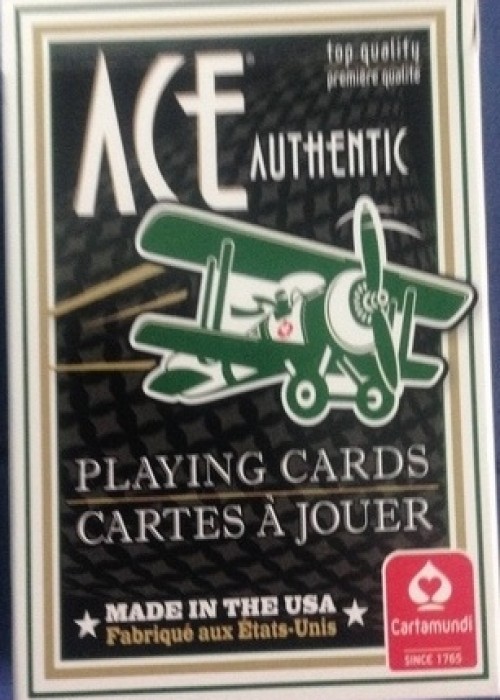 ACE
top quality
première qualité
AUTHENTIC
PLAYING CARDS
CARTES À JOUER
MADE IN THE USA
Fabriqué aux États-Unis
Cartamundi
SINCE 1765